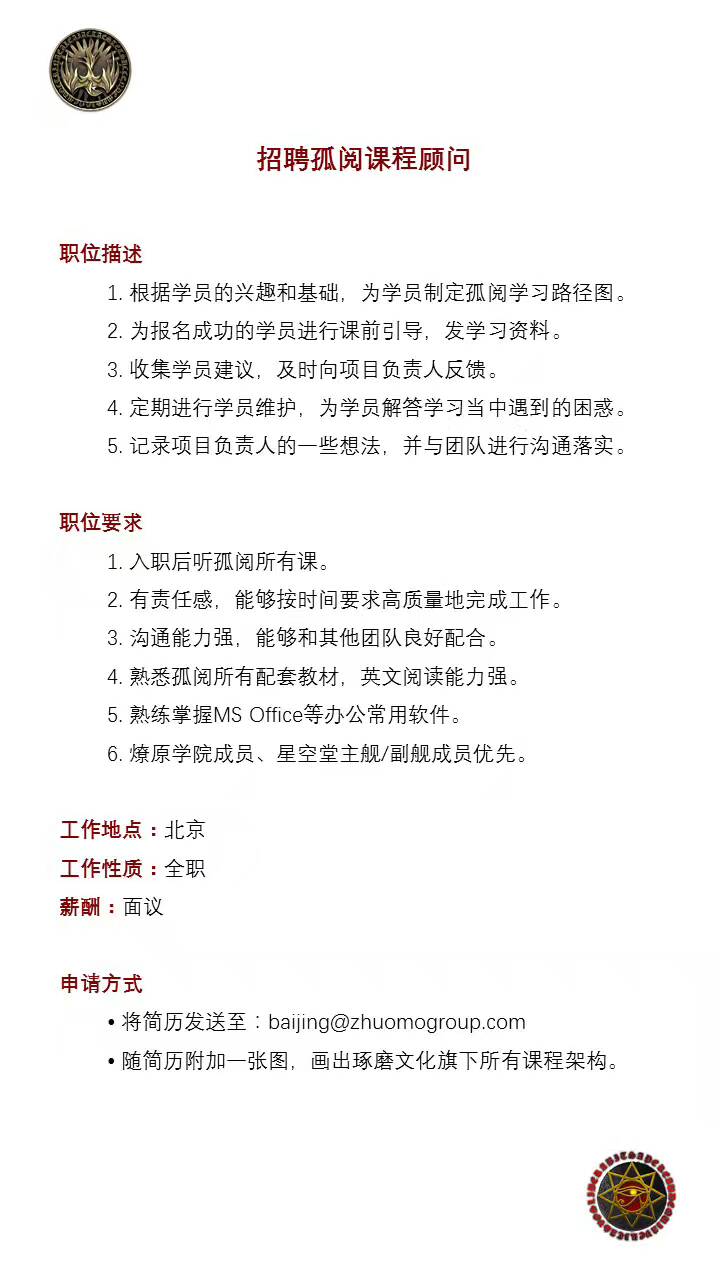 招聘孤阅课程顾问
职位描述
1. 根据学员的兴趣和基础，为学员制定孤阅学习路径图。
2. 为报名成功的学员进行课前引导，发学习资料。
3. 收集学员建议，及时向项目负责人反馈。
4. 定期进行学员维护，为学员解答学习当中遇到的困惑。
5. 记录项目负责人的一些想法，并与团队进行沟通落实。
职位要求
1. 入职后听孤阅所有课。
2. 有责任感，能够按时间要求高质量地完成工作。
3. 沟通能力强，能够和其他团队良好配合。
4. 熟悉孤阅所有配套教材，英文阅读能力强。
5. 熟练掌握MS Office等办公常用软件。
6. 燎原学院成员、星空堂主舰/副舰成员优先。
工作地点：北京
工作性质：全职
薪酬：面议
申请方式
• 将简历发送至：baijing@zhuomogroup.com
• 随简历附加一张图，画出琢磨文化旗下所有课程架构。